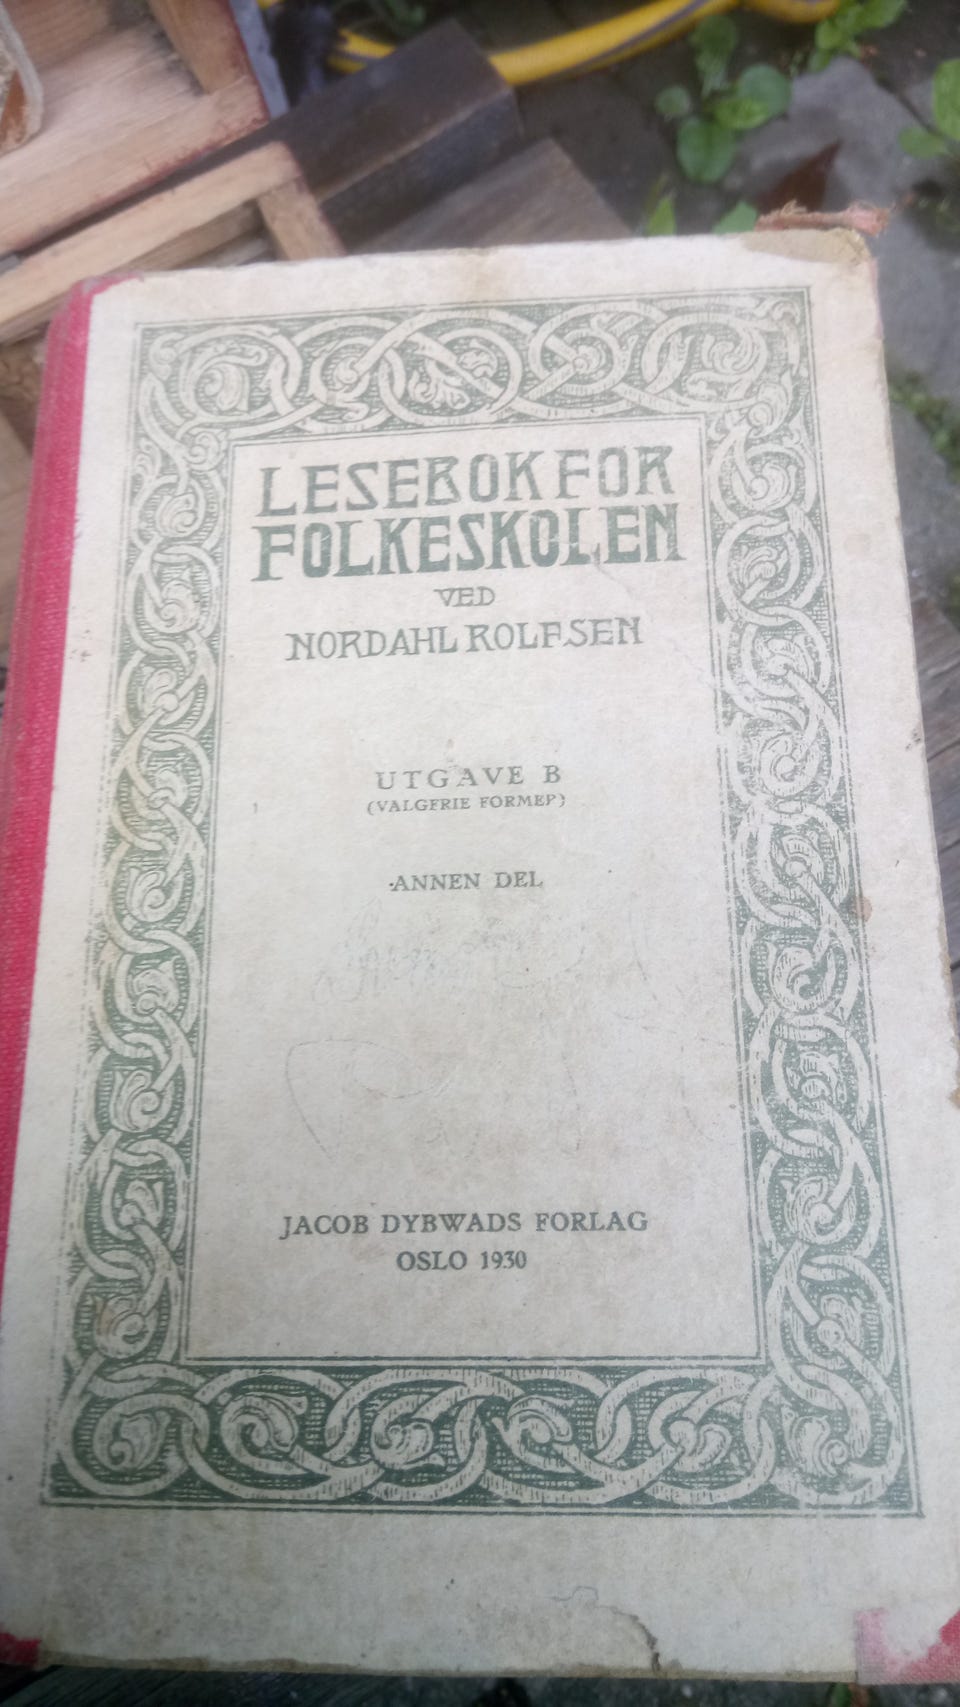 LESEBOK FOR
FOLKESKOLEN
VED
NORDAHL ROLFSEN
UTGAVE B
(VALGFRIE FORMER)
ANNEN DEL
JACOB DYBWADS FORLAG
OSLO 1930